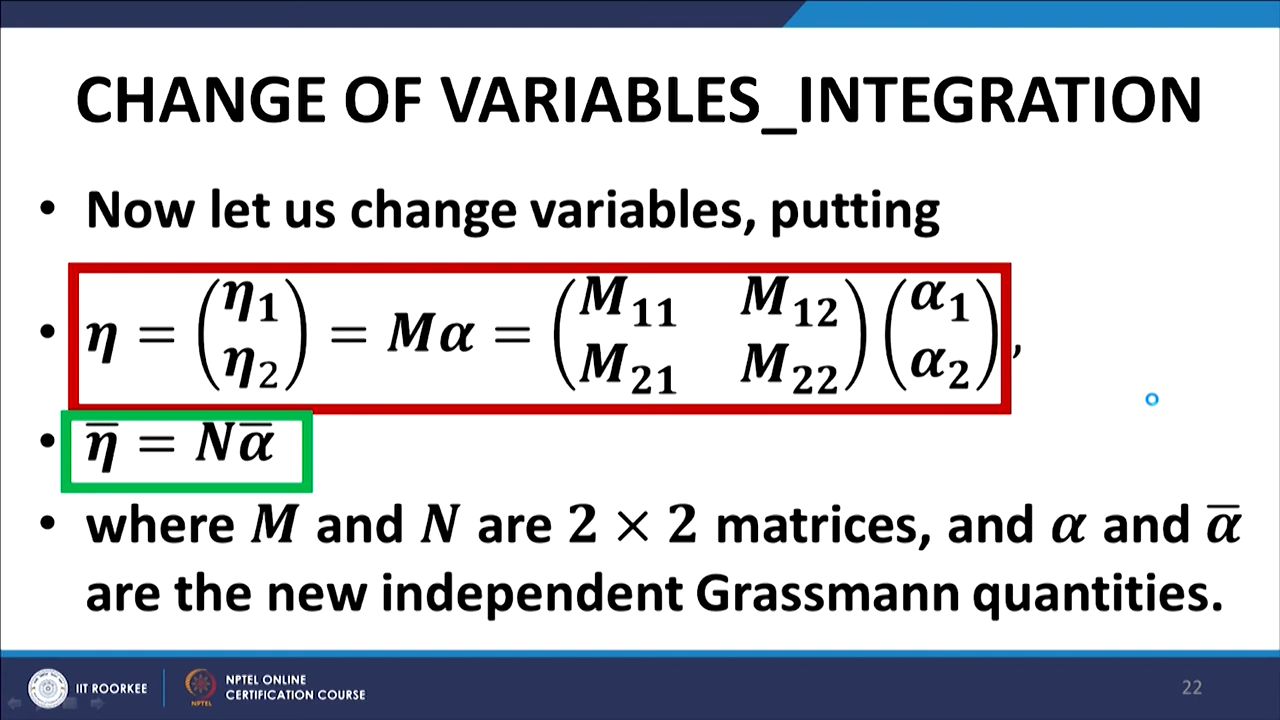 CHANGE OF VARIABLES_INTEGRATION
• Now let us change variables, putting
• η = (η₁ η₂) = Mα = (M₁₁ M₁₂ M₂₁ M₂₂) (α₁ α₂),
• η̅ = Nα̅
• where M and N are 2 × 2 matrices, and α and α̅
are the new independent Grassmann quantities.
IIT ROORKEE
NPTEL
NPTEL ONLINE
CERTIFICATION COURSE
22